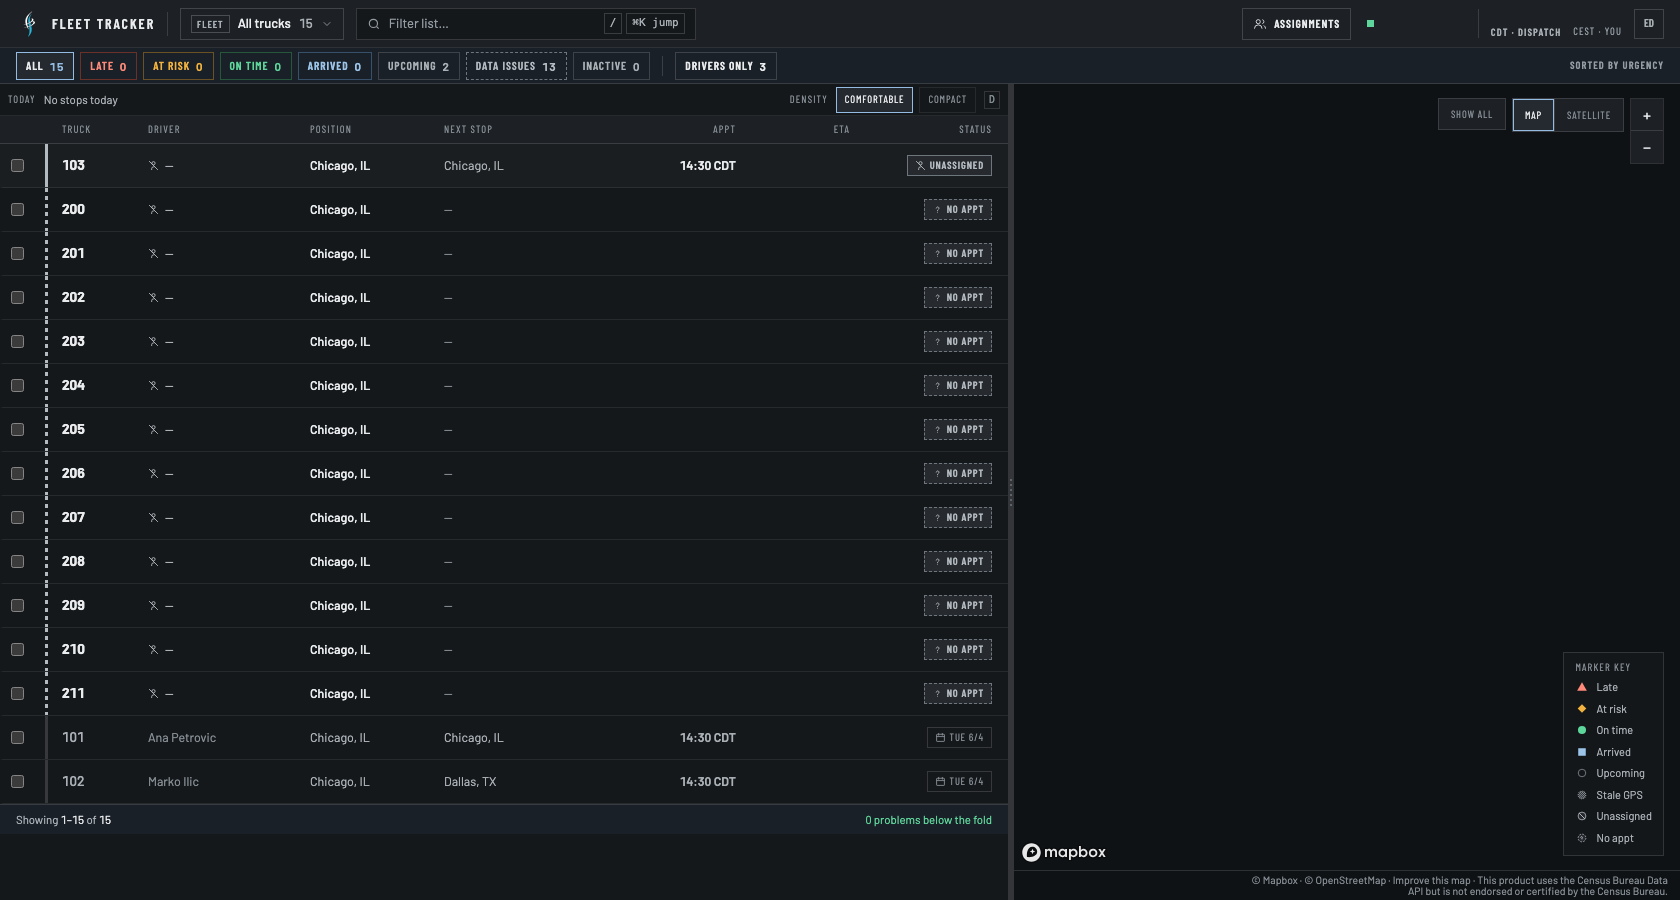 FLEET TRACKER
FLEET All trucks 15
Filter list...
/ ⌘K jump
ASSIGNMENTS
CDT · DISPATCH CEST · YOU
ED
ALL 15
LATE 0
AT RISK 0
ON TIME 0
ARRIVED 0
UPCOMING 2
DATA ISSUES 13
INACTIVE 0
DRIVERS ONLY 3
SORTED BY URGENCY
TODAY No stops today
DENSITY COMFORTABLE COMPACT D
TRUCK DRIVER POSITION NEXT STOP APPT ETA STATUS
103 — Chicago, IL Chicago, IL 14:30 CDT UNASSIGNED
200 — Chicago, IL — ? NO APPT
201 — Chicago, IL — ? NO APPT
202 — Chicago, IL — ? NO APPT
203 — Chicago, IL — ? NO APPT
204 — Chicago, IL — ? NO APPT
205 — Chicago, IL — ? NO APPT
206 — Chicago, IL — ? NO APPT
207 — Chicago, IL — ? NO APPT
208 — Chicago, IL — ? NO APPT
209 — Chicago, IL — ? NO APPT
210 — Chicago, IL — ? NO APPT
211 — Chicago, IL — ? NO APPT
101 Ana Petrovic Chicago, IL Chicago, IL 14:30 CDT TUE 6/4
102 Marko Ilic Chicago, IL Dallas, TX 14:30 CDT TUE 6/4
Showing 1–15 of 15
0 problems below the fold
SHOW ALL
MAP SATELLITE
+
−
MARKER KEY
Late
At risk
On time
Arrived
Upcoming
Stale GPS
Unassigned
No appt
mapbox
© Mapbox · © OpenStreetMap · Improve this map · This product uses the Census Bureau Data
API but is not endorsed or certified by the Census Bureau.